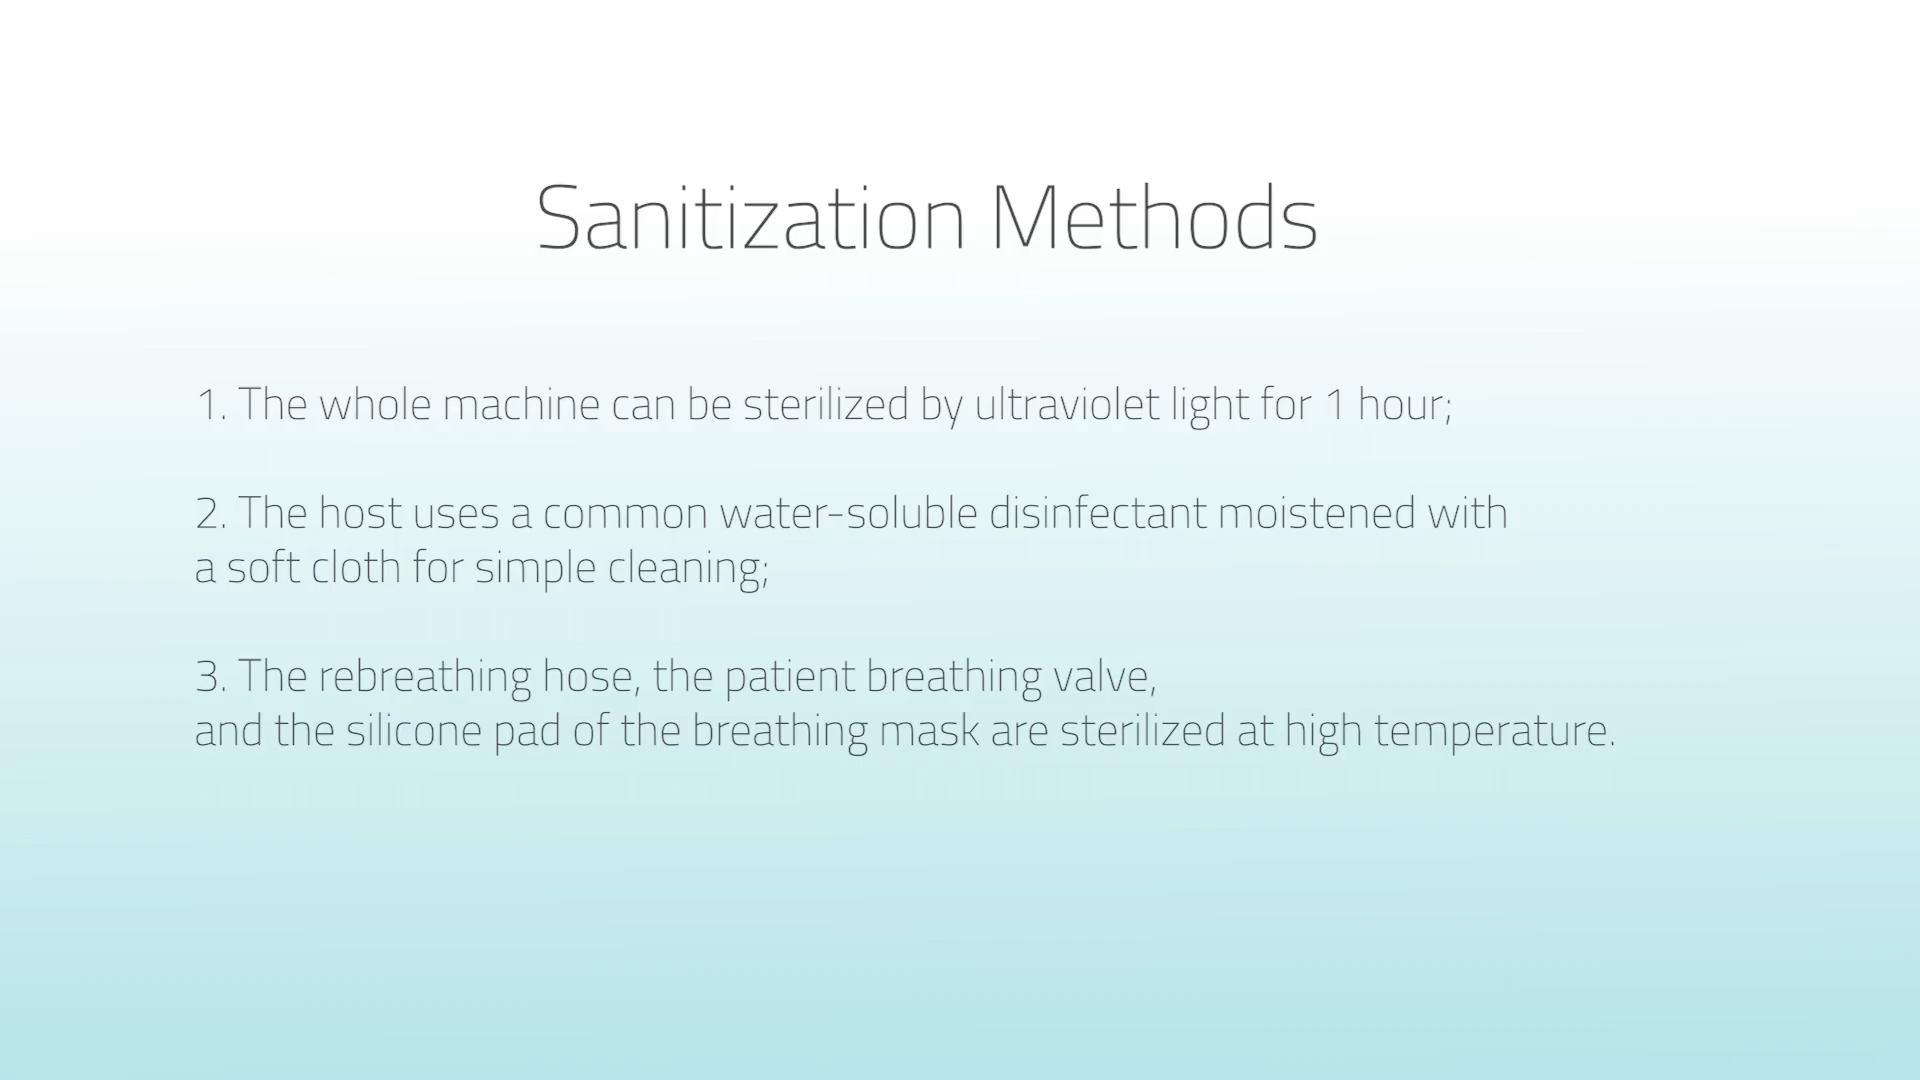 Sanitization Methods
1. The whole machine can be sterilized by ultraviolet light for 1 hour;
2. The host uses a common water-soluble disinfectant moistened with
a soft cloth for simple cleaning;
3. The rebreathing hose, the patient breathing valve,
and the silicone pad of the breathing mask are sterilized at high temperature.